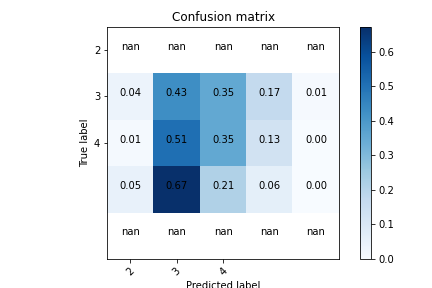 Confusion matrix
2 nan nan nan nan nan
3 0.04 0.43 0.35 0.17 0.01
4 0.01 0.51 0.35 0.13 0.00
0.05 0.67 0.21 0.06 0.00
nan nan nan nan nan
2 3 4
True label
Predicted label
0.6
0.5
0.4
0.3
0.2
0.1
0.0